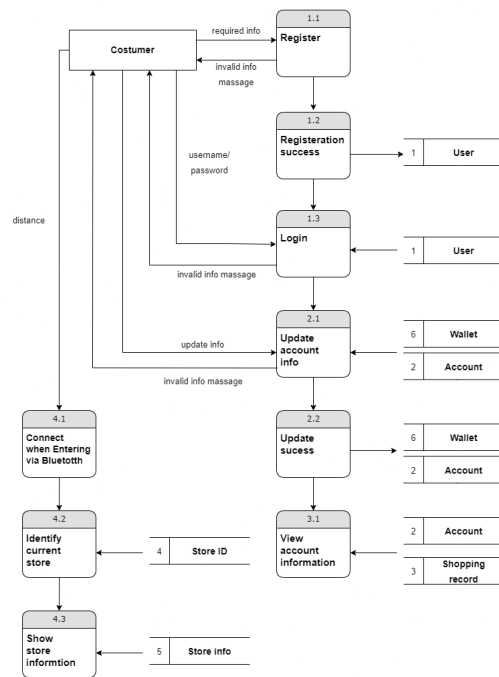 1.1
Costumer
required info
Register
invalid info
massage
1.2
Registeration
success
1
User
username/
password
1.3
distance
Login
1
User
invalid info massage
2.1
Update
account
info
6
Wallet
update info
2
Account
invalid info massage
4.1
2.2
Connect
when Entering
via Bluetotth
Update
sucess
6
Wallet
2
Account
4.2
3.1
Identify
current
store
4
Store ID
View
account
information
2
Account
3
Shopping
record
4.3
Show
store
informtion
5
Store info